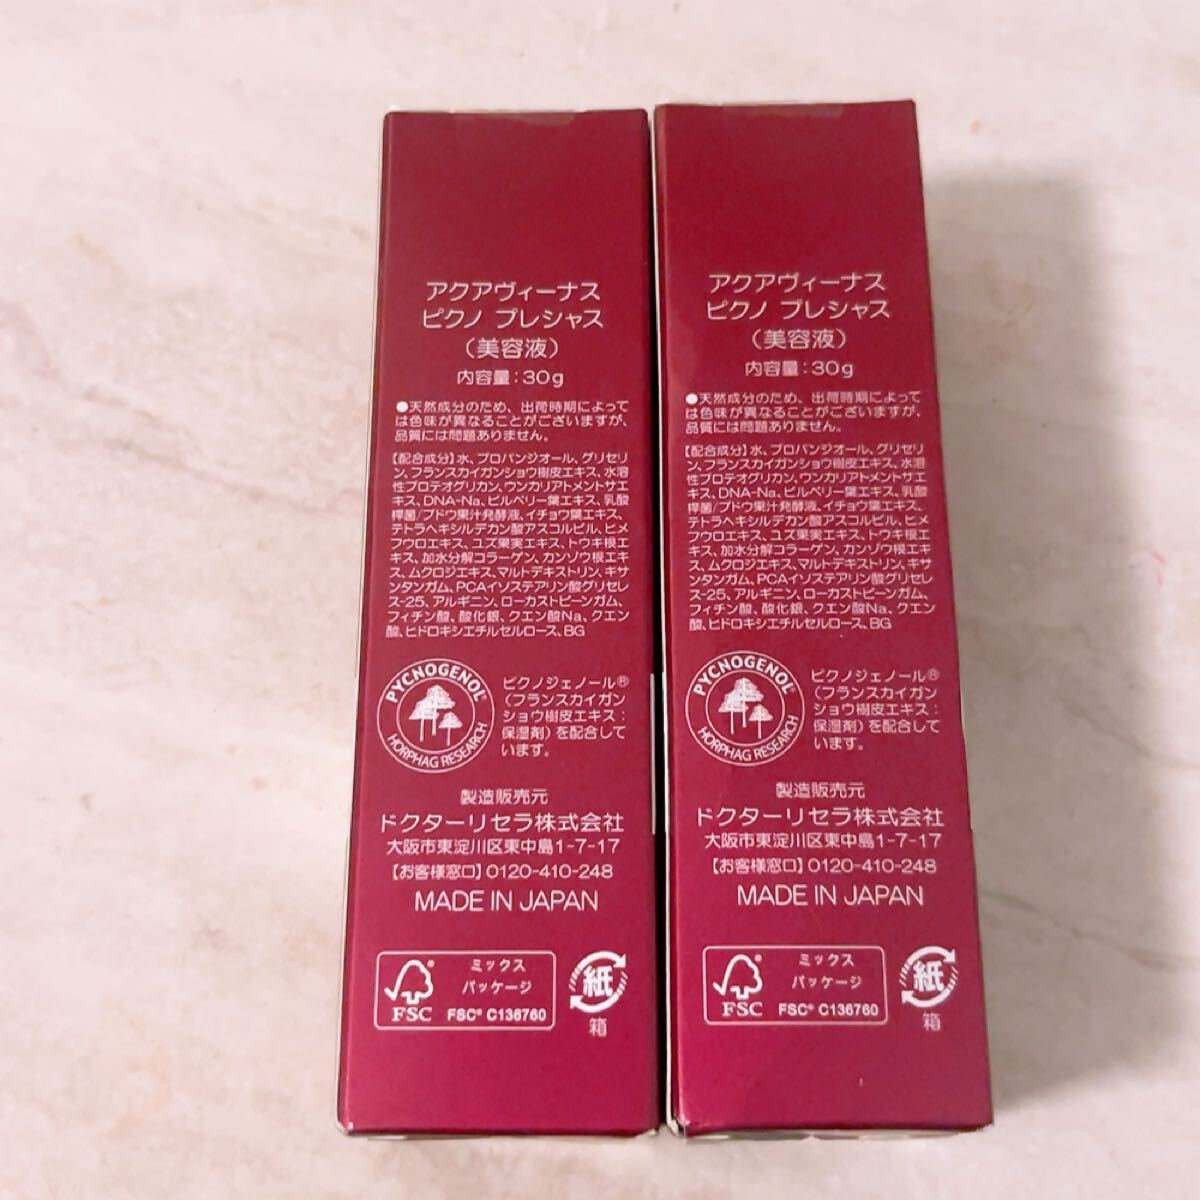 アクアヴィーナス
ピクノ プレシャス
（美容液）
内容量：30g
●天然成分のため、出荷時期によって
は色味が異なることがございますが、
品質には問題ありません。
【配合成分】水、プロパンジオール、グリセリ
ン、フランスカイガンショウ樹皮エキス、水溶
性プロテオグリカン、ウンカリアトメントサエ
キス、DNA-Na、ビルベリー葉エキス、乳酸
桿菌/ブドウ果汁発酵液、イチョウ葉エキス、
テトラヘキシルデカン酸アスコルビル、ヒメ
フウロエキス、ユズ果実エキス、トウキ根エ
キス、加水分解コラーゲン、カンゾウ根エキ
ス、ムクロジエキス、マルトデキストリン、キサ
ンタンガム、PCAイソステアリン酸グリセレ
ス-25、アルギニン、ローカストビーンガム、
フィチン酸、酸化銀、クエン酸Na、クエン
酸、ヒドロキシエチルセルロース、BG
PYCNOGENOL®
HORPHAG RESEARCH
ピクノジェノール®
（フランスカイガン
ショウ樹皮エキス：
保湿剤）を配合して
います。
製造販売元
ドクターリセラ株式会社
大阪市東淀川区東中島1-7-17
【お客様窓口】0120-410-248
MADE IN JAPAN
FSC
ミックス
パッケージ
FSC® C136760
紙
箱
アクアヴィーナス
ピクノ プレシャス
（美容液）
内容量：30g
●天然成分のため、出荷時期によって
は色味が異なることがございますが、
品質には問題ありません。
【配合成分】水、プロパンジオール、グリセリ
ン、フランスカイガンショウ樹皮エキス、水溶
性プロテオグリカン、ウンカリアトメントサエ
キス、DNA-Na、ビルベリー葉エキス、乳酸
桿菌/ブドウ果汁発酵液、イチョウ葉エキス、
テトラヘキシルデカン酸アスコルビル、ヒメ
フウロエキス、ユズ果実エキス、トウキ根エ
キス、加水分解コラーゲン、カンゾウ根エキ
ス、ムクロジエキス、マルトデキストリン、キサ
ンタンガム、PCAイソステアリン酸グリセレ
ス-25、アルギニン、ローカストビーンガム、
フィチン酸、酸化銀、クエン酸Na、クエン
酸、ヒドロキシエチルセルロース、BG
PYCNOGENOL®
HORPHAG RESEARCH
ピクノジェノール®
（フランスカイガン
ショウ樹皮エキス：
保湿剤）を配合して
います。
製造販売元
ドクターリセラ株式会社
大阪市東淀川区東中島1-7-17
【お客様窓口】0120-410-248
MADE IN JAPAN
FSC
ミックス
パッケージ
FSC® C136760
紙
箱